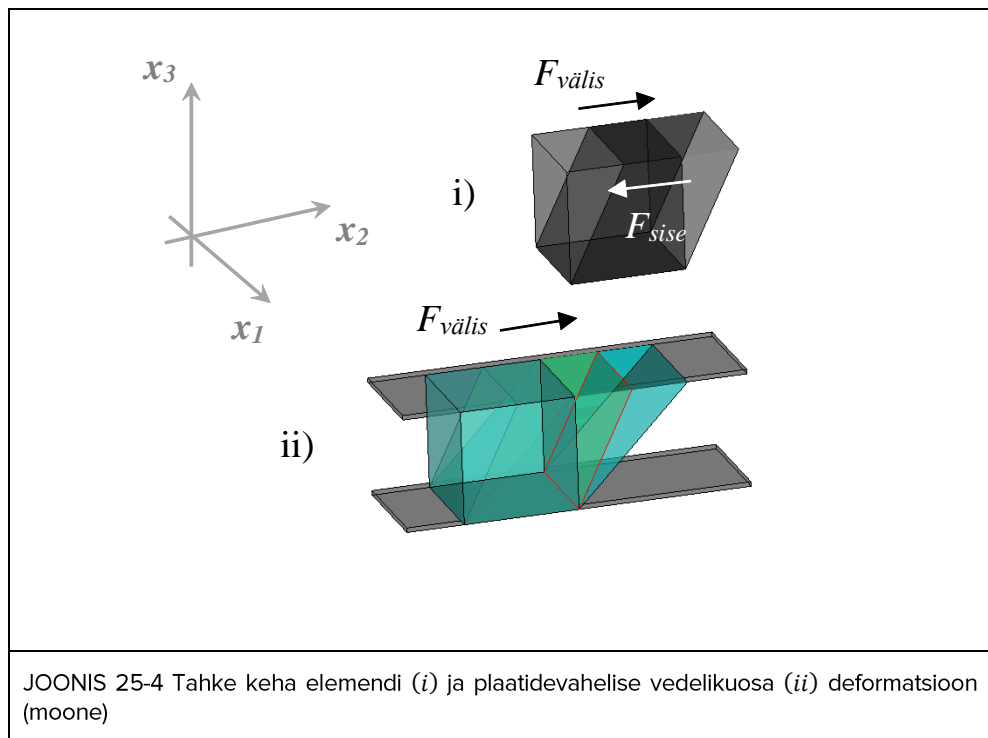 x3
Fvälis
i)
x2
Fsise
x1
Fvälis
ii)
JOONIS 25-4 Tahke keha elemendi (i) ja plaatidevahelise vedelikuosa (ii) deformatsioon
(moone)